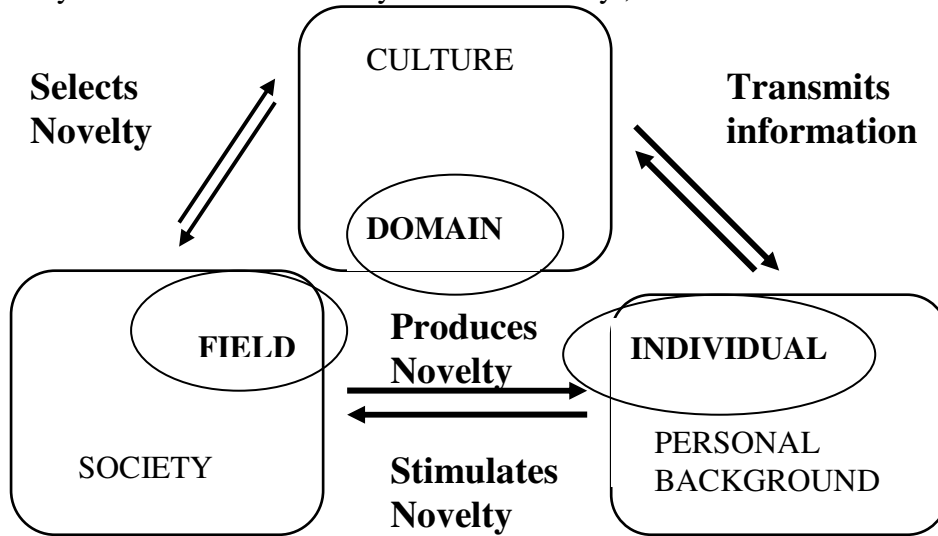 CULTURE
Selects
Novelty
Transmits
information
DOMAIN
Produces
Novelty
FIELD
INDIVIDUAL
SOCIETY
PERSONAL
BACKGROUND
Stimulates
Novelty